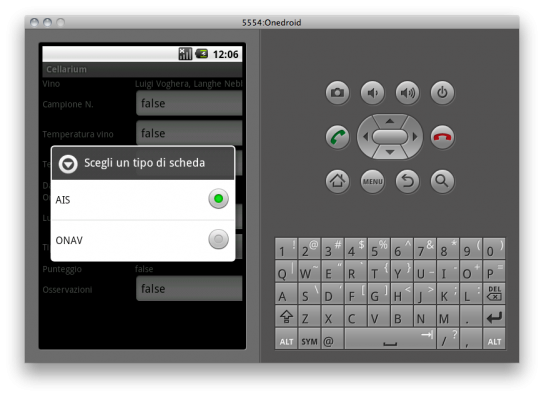 5554:Onedroid
12:06
Cellarium
Vino Luigi Voghera, Langhe Nebl
Campione N. false
Temperatura vino false
Scegli un tipo di scheda
AIS
ONAV
Punteggio false
Osservazioni false
MENU
1 ! 2 @ 3 # 4 $ 5 % 6 ^ 7 & 8 * 9 ( 0 )
Q | W ~ E " R ` T { Y } U _ I - O + P =
A S \ D ' F [ G ] H < J > K ; L : DEL
Z X C V B N M .
ALT SYM @ / ? , ALT